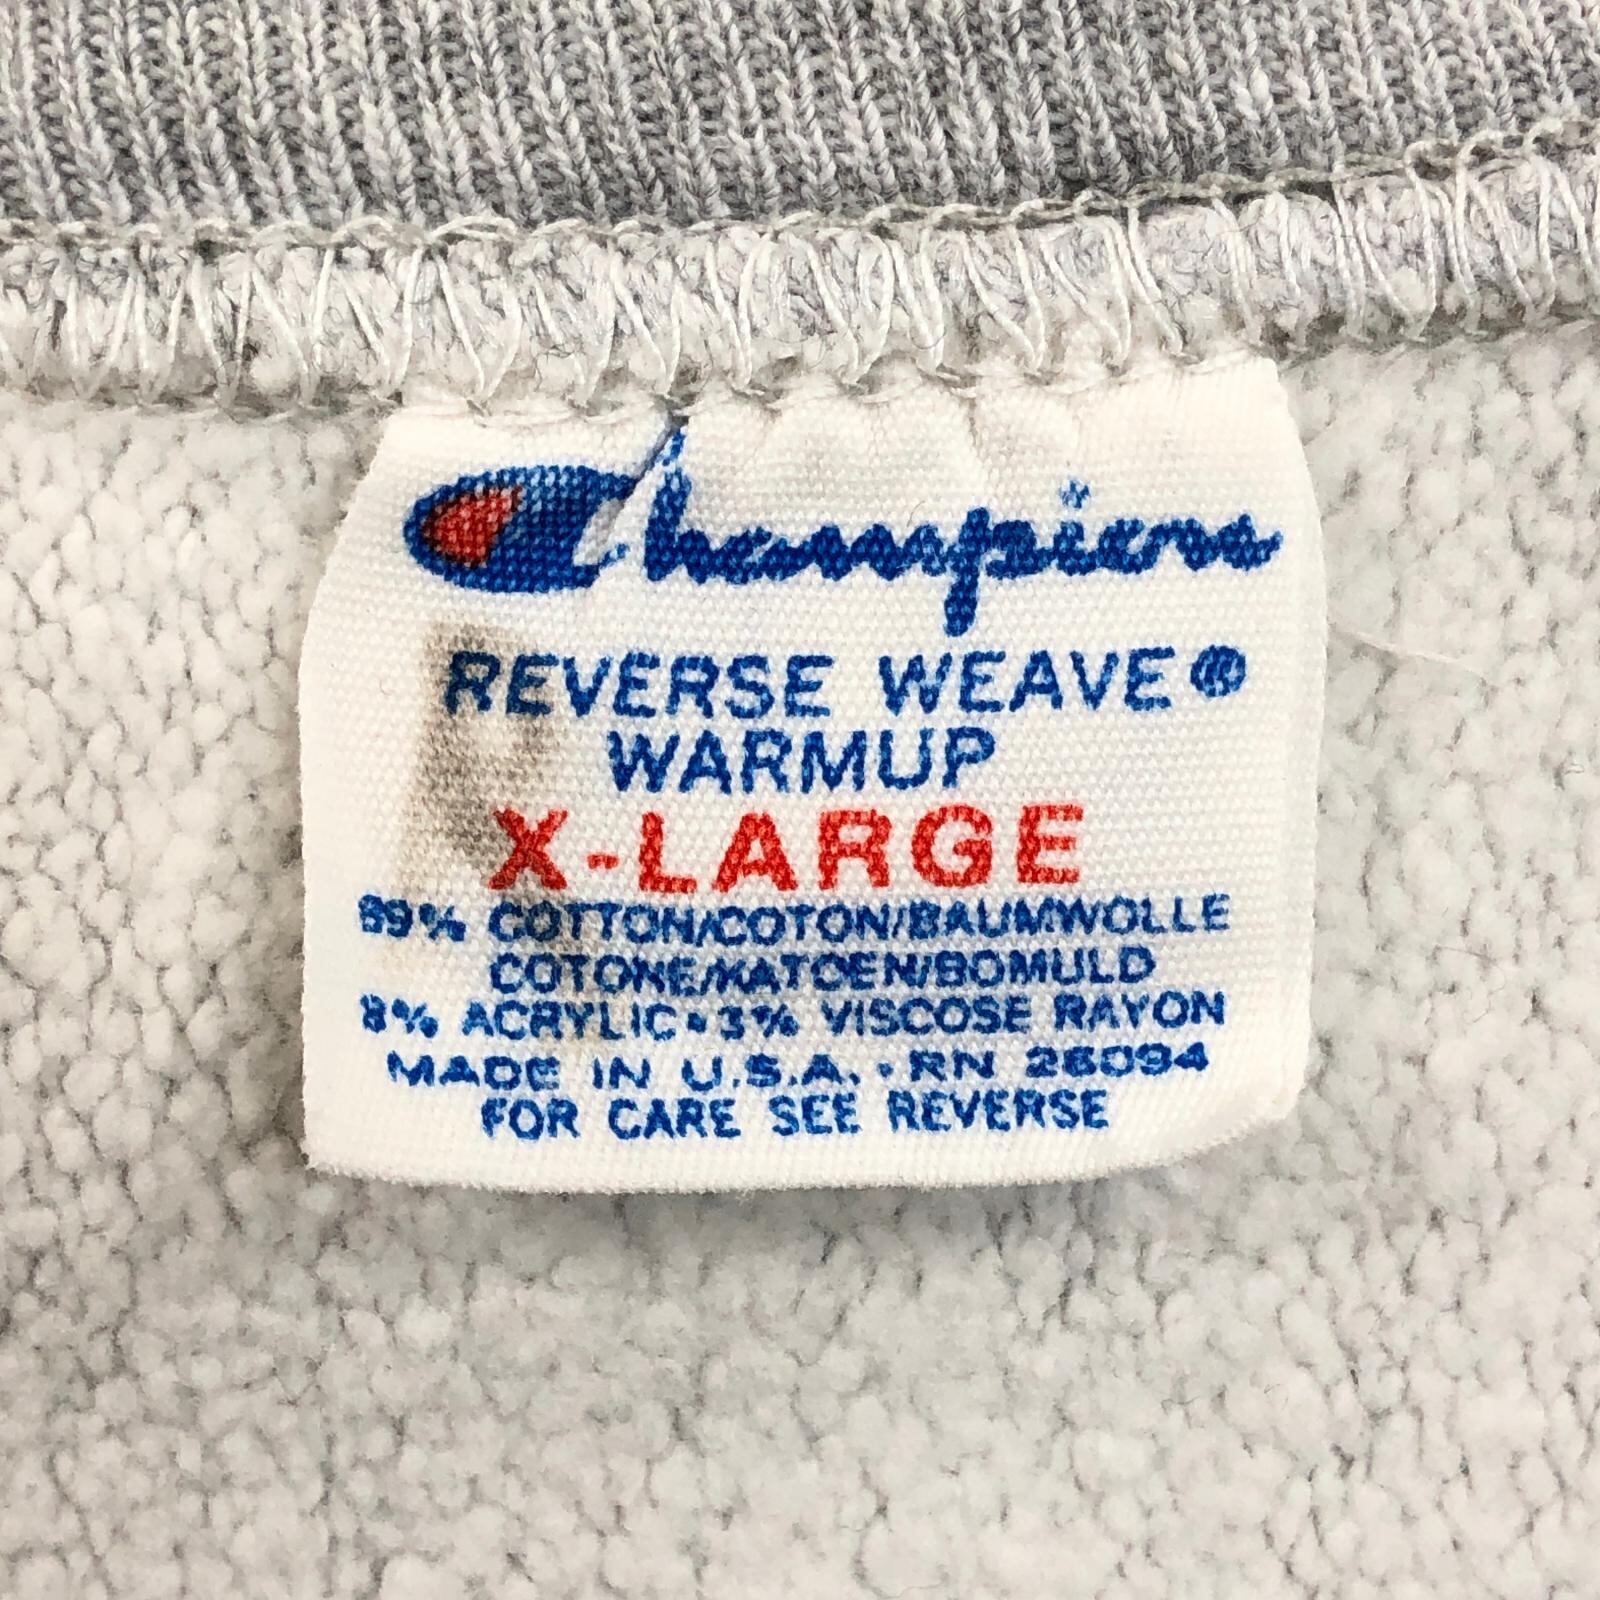 Champion
REVERSE WEAVE®
WARMUP
X-LARGE
89% COTTON/COTON/BAUMWOLLE
COTONE/KATOEN/BOMULD
8% ACRYLIC•3% VISCOSE RAYON
MADE IN U.S.A. • RN 26094
FOR CARE SEE REVERSE